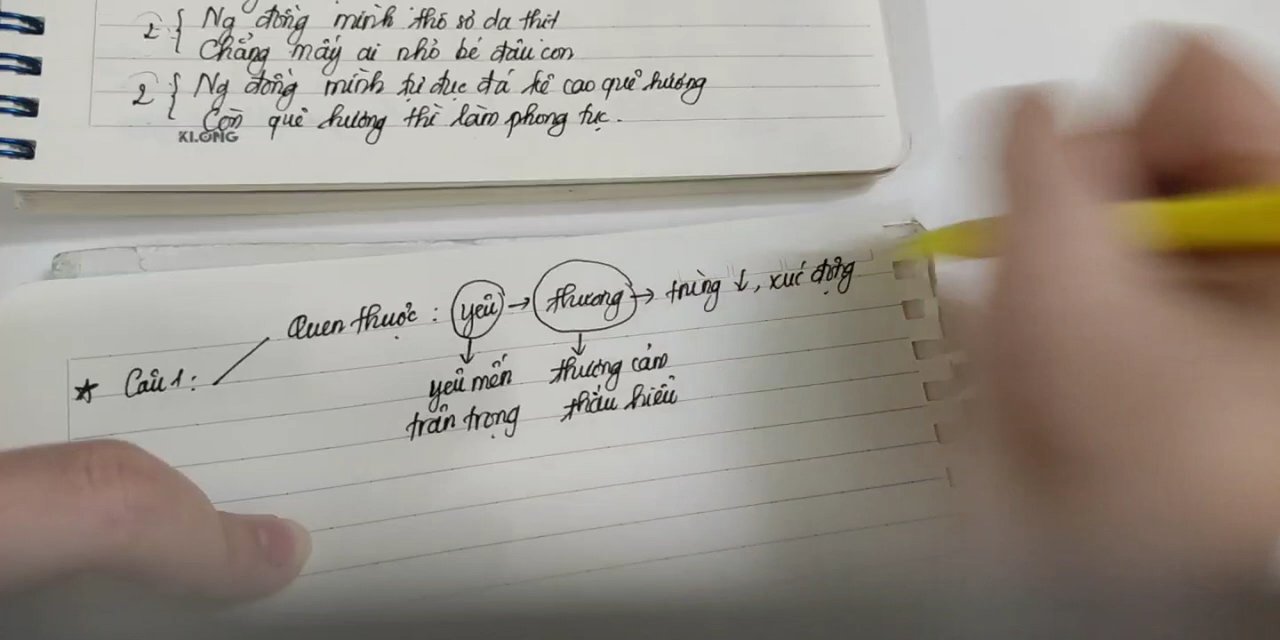 2 { Ng đồng mình thô sơ da thịt
Chẳng mấy ai nhỏ bé đâu con
2 { Ng đồng mình tự đục đá kê cao quê hương
Còn quê hương thì làm phong tục.
KLONG
Quen thuộc : yêu → thương → trùng ↓, xúc động
★ Câu 1 :
yêu mến thương cảm
trân trọng thấu hiểu